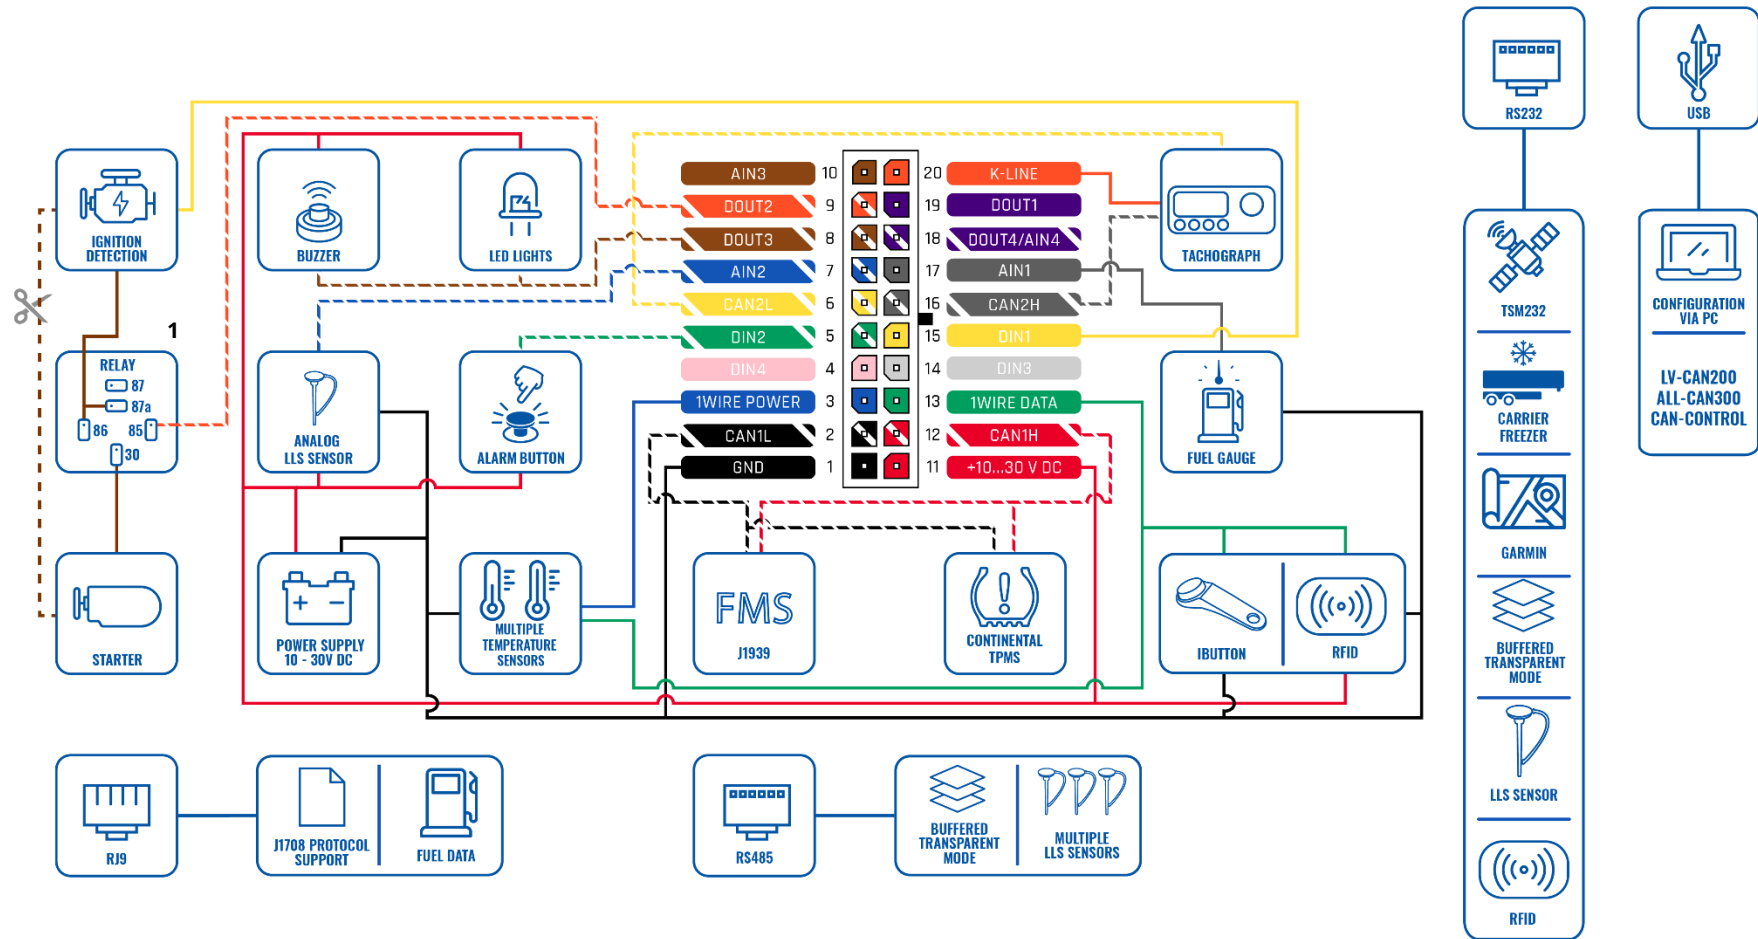 RS232
USB
IGNITION
DETECTION
BUZZER
LED LIGHTS
AIN3
10
20
K-LINE
DOUT2
9
19
DOUT1
DOUT3
8
18
DOUT4/AIN4
AIN2
7
17
AIN1
CAN2L
6
16
CAN2H
DIN2
5
15
DIN1
DIN4
4
14
DIN3
1WIRE POWER
3
13
1WIRE DATA
CAN1L
2
12
CAN1H
GND
1
11
+10...30 V DC
TACHOGRAPH
TSM232
CONFIGURATION
VIA PC
1
RELAY
87
87a
86
85
30
ANALOG
LLS SENSOR
ALARM BUTTON
FUEL GAUGE
CARRIER
FREEZER
LV-CAN200
ALL-CAN300
CAN-CONTROL
GARMIN
STARTER
POWER SUPPLY
10 - 30V DC
MULTIPLE
TEMPERATURE
SENSORS
FMS
J1939
CONTINENTAL
TPMS
IBUTTON
RFID
BUFFERED
TRANSPARENT
MODE
LLS SENSOR
RFID
RJ9
J1708 PROTOCOL
SUPPORT
FUEL DATA
RS485
BUFFERED
TRANSPARENT
MODE
MULTIPLE
LLS SENSORS